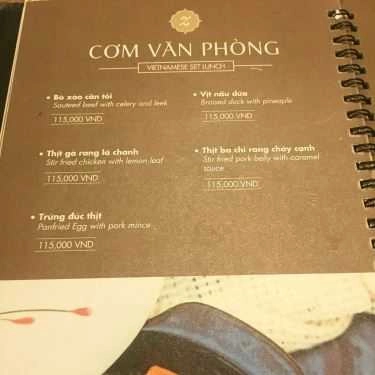 CƠM VĂN PHÒNG
VIETNAMESE SET LUNCH
• Bò xào cần tỏi
Sauteed beef with celery and leek
115,000 VND
• Vịt nấu dứa
Braised duck with pineaple
115,000 VND
• Thịt gà rang lá chanh
Stir fried chicken with lemon leaf
115,000 VND
• Thịt ba chỉ rang cháy cạnh
Stir fried pork belly with caramel
sauce
115,000 VND
• Trứng đúc thịt
Panfried Egg with pork mince
115,000 VND